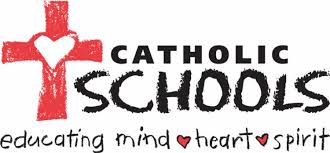 CATHOLIC
SCHOOLS
educating mind ♥ heart ♥ spirit